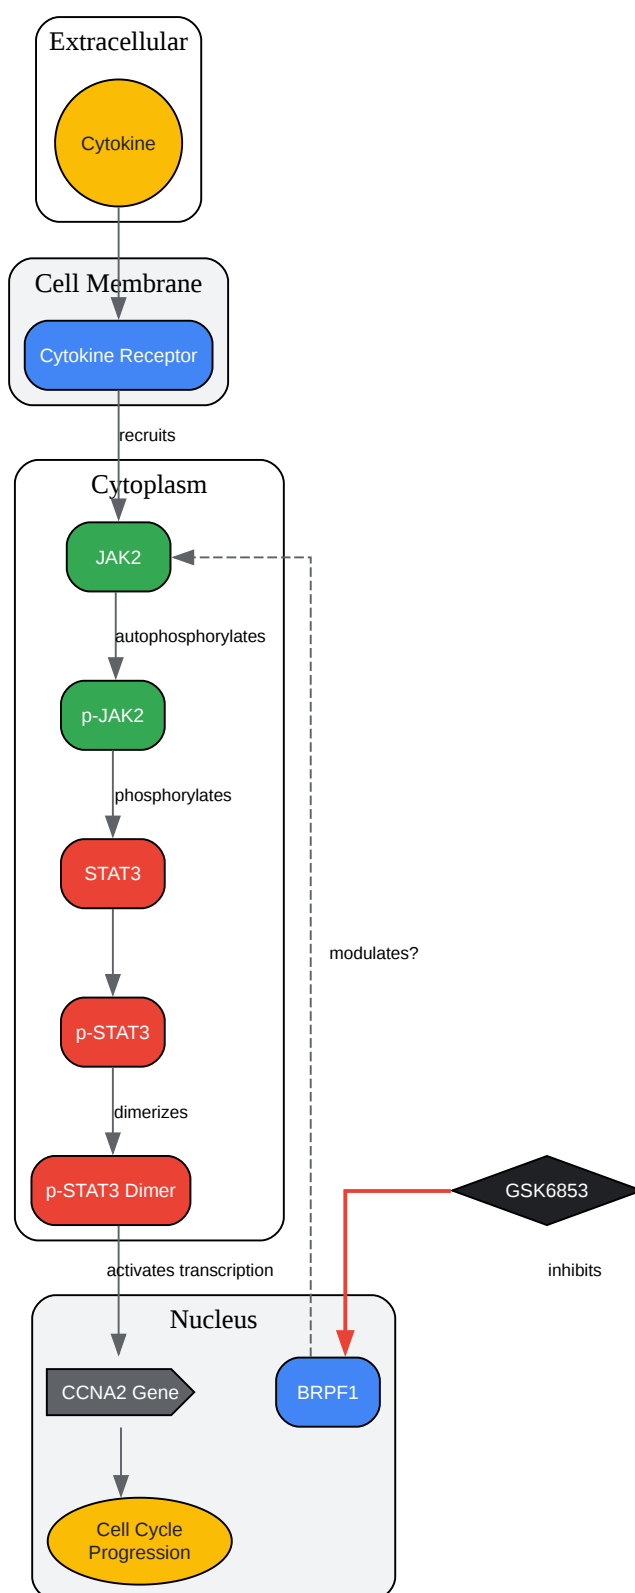 Extracellular
Cytokine
Cell Membrane
Cytokine Receptor
recruits
Cytoplasm
JAK2
autophosphorylates
p-JAK2
phosphorylates
STAT3
modulates?
p-STAT3
dimerizes
p-STAT3 Dimer
GSK6853
activates transcription
inhibits
Nucleus
CCNA2 Gene
BRPF1
Cell Cycle
Progression